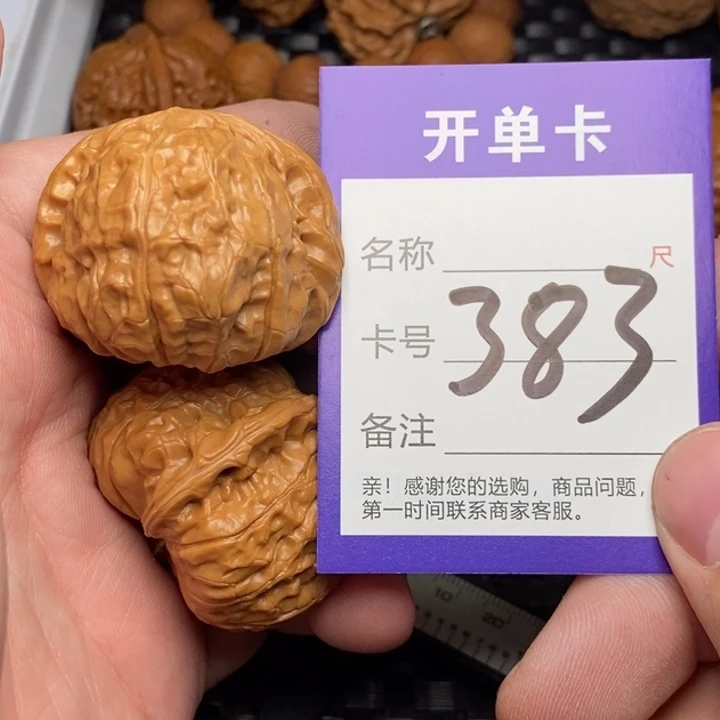 开单卡
名称
尺
卡号 383
备注
亲！感谢您的选购，商品问题，
第一时间联系商家客服。
10 20